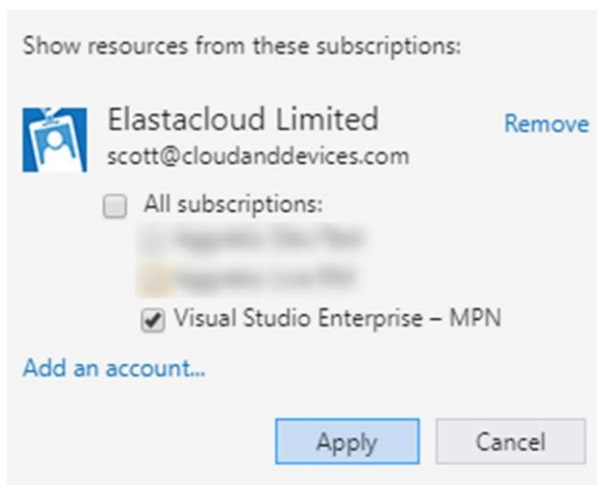 Show resources from these subscriptions:
Elastacloud Limited
Remove
scott@cloudanddevices.com
All subscriptions:
Visual Studio Enterprise – MPN
Add an account...
Apply
Cancel